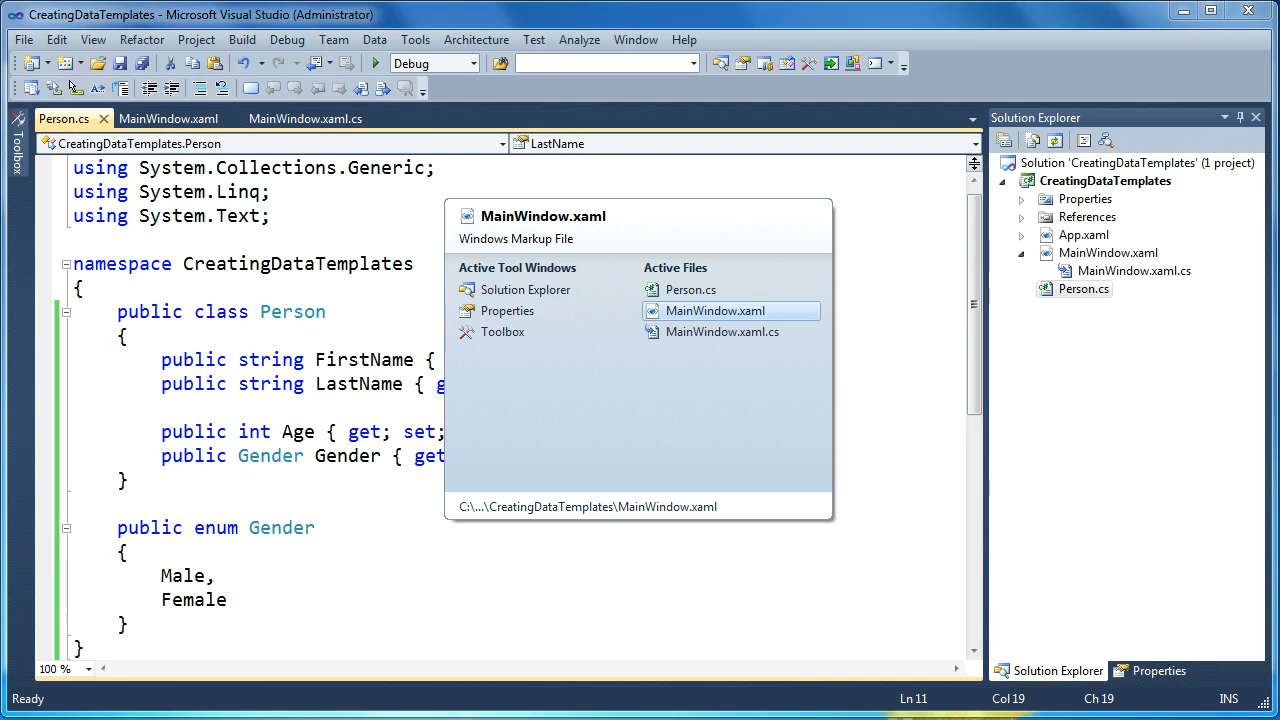 CreatingDataTemplates - Microsoft Visual Studio (Administrator)
File Edit View Refactor Project Build Debug Team Data Tools Architecture Test Analyze Window Help
Debug
Person.cs MainWindow.xaml MainWindow.xaml.cs
CreatingDataTemplates.Person LastName
Toolbox
using System.Collections.Generic;
using System.Linq;
using System.Text;
namespace CreatingDataTemplates
{
public class Person
{
public string FirstName {
public string LastName { g
public int Age { get; set;
public Gender Gender { get
}
public enum Gender
{
Male,
Female
}
}
100 %
MainWindow.xaml
Windows Markup File
Active Tool Windows
Solution Explorer
Properties
Toolbox
Active Files
Person.cs
MainWindow.xaml
MainWindow.xaml.cs
C:\...\CreatingDataTemplates\MainWindow.xaml
Solution Explorer
Solution 'CreatingDataTemplates' (1 project)
CreatingDataTemplates
Properties
References
App.xaml
MainWindow.xaml
MainWindow.xaml.cs
Person.cs
Solution Explorer Properties
Ready Ln 11 Col 19 Ch 19 INS